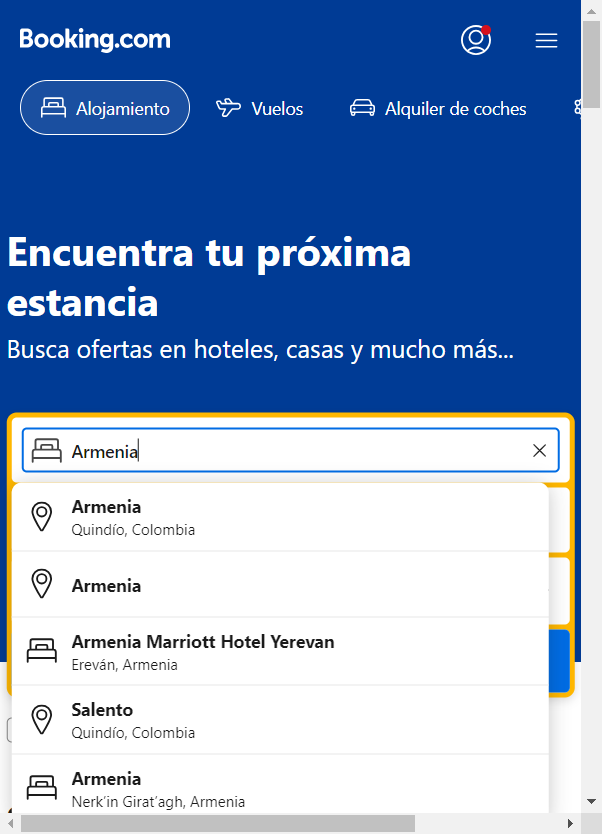 Booking.com
Alojamiento
Vuelos
Alquiler de coches
Encuentra tu próxima
estancia
Busca ofertas en hoteles, casas y mucho más...
Armenia
Armenia
Quindío, Colombia
Armenia
Armenia Marriott Hotel Yerevan
Ereván, Armenia
Salento
Quindío, Colombia
Armenia
Nerk'in Girat'agh, Armenia